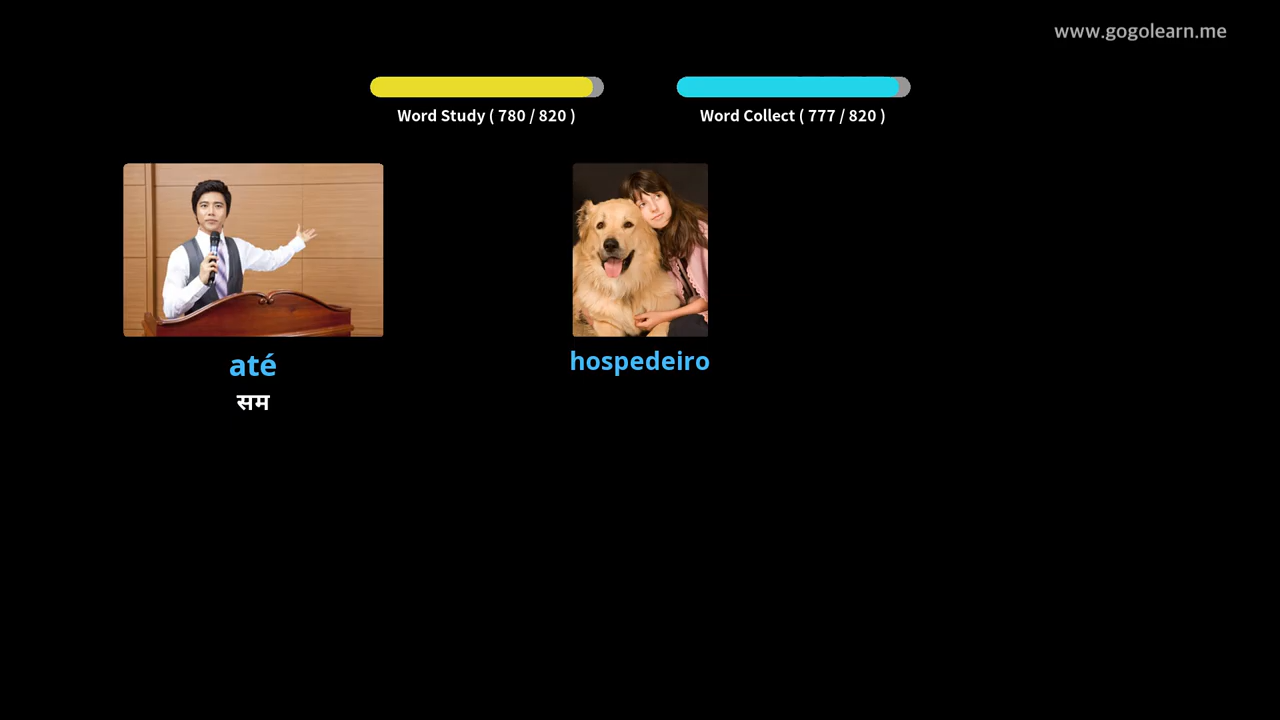 www.gogolearn.me
Word Study ( 780 / 820 )
Word Collect ( 777 / 820 )
até
सम
hospedeiro